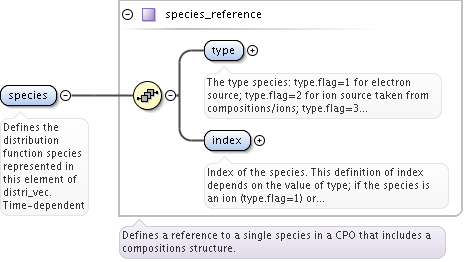 species_reference
type
The type species: type.flag=1 for electron
source; type.flag=2 for ion source taken from
compositions/ions; type.flag=3...
species
Defines the
distribution
function species
represented in
this element of
distri_vec.
Time-dependent
index
Index of the species. This definition of index
depends on the value of type; if the species is
an ion (type.flag=1) or...
Defines a reference to a single species in a CPO that includes a
compositions structure.